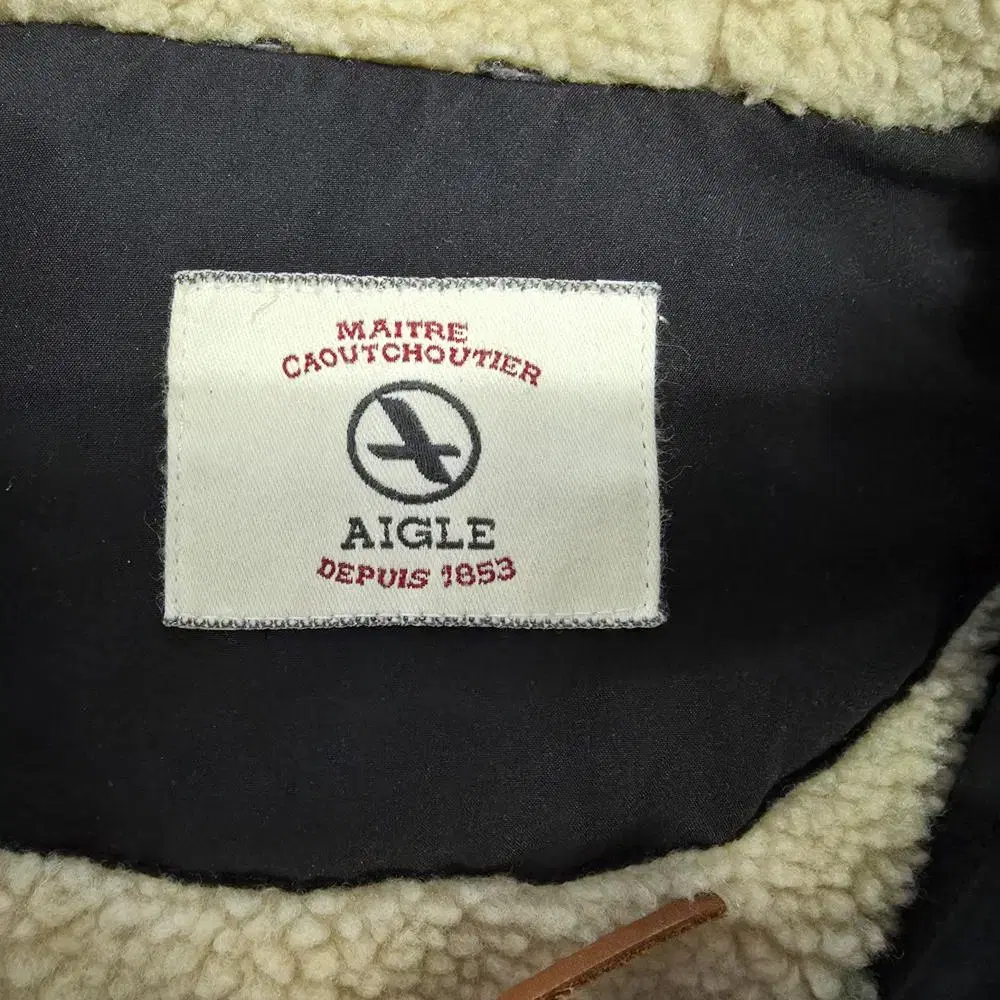 MAITRE
CAOUTCHOUTIER
AIGLE
DEPUIS 1853